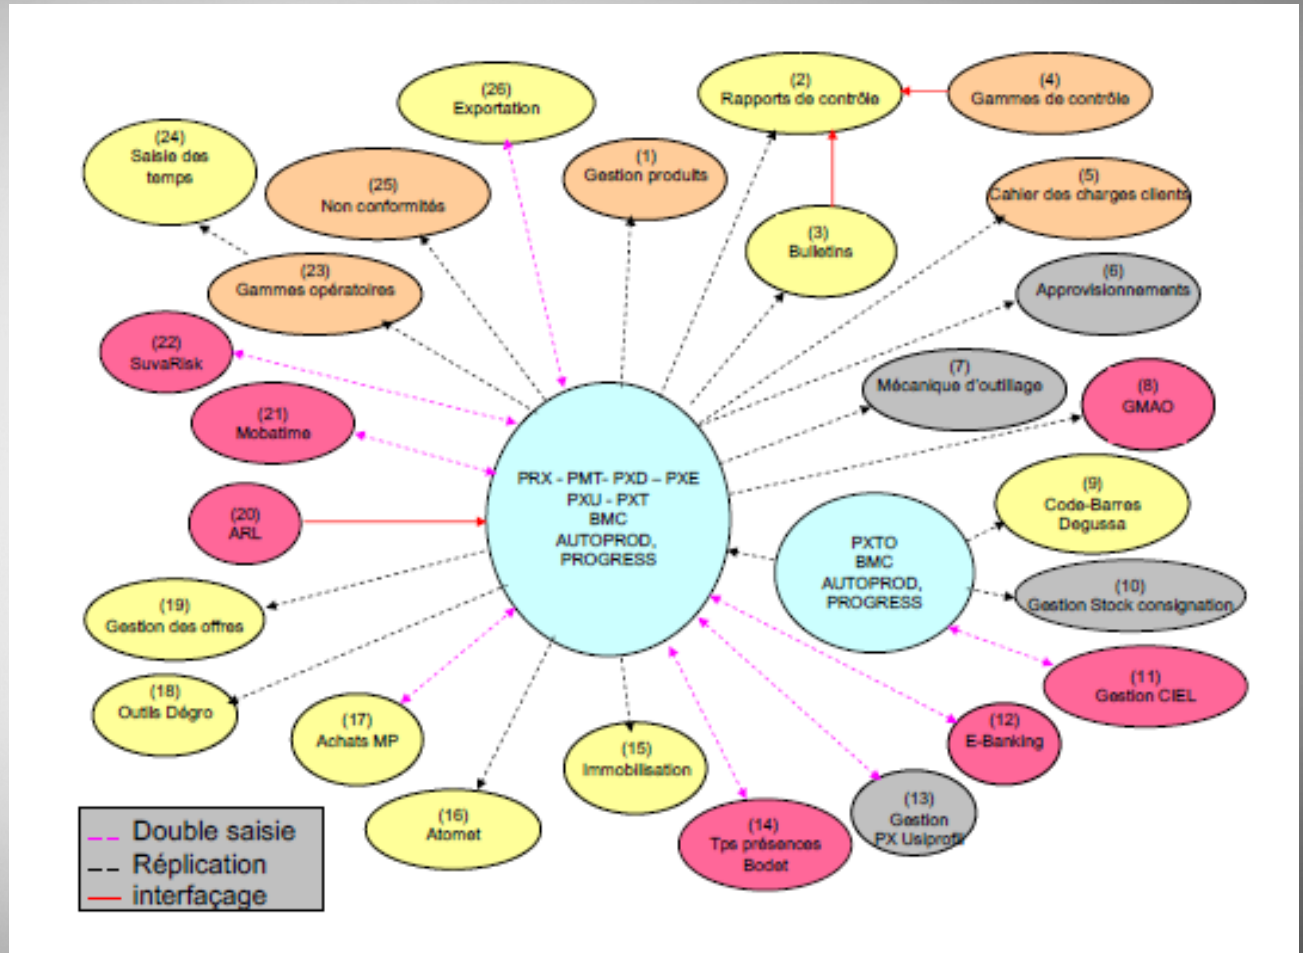 (26)
Exportation
(2)
Rapports de contrôle
(4)
Gammes de contrôle
(24)
Saisie des
temps
(25)
Non conformités
(1)
Gestion produits
(5)
Cahier des charges clients
(3)
Bulletins
(23)
Gammes opératoires
(6)
Approvisionnements
(22)
SuvaRisk
(7)
Mécanique d'outillage
(8)
GMAO
(21)
Mobatime
PRX - PMT- PXD – PXE
PXU - PXT
BMC
AUTOPROD,
PROGRESS
(9)
Code-Barres
Degussa
(20)
ARL
PXTO
BMC
AUTOPROD,
PROGRESS
(10)
Gestion Stock consignation
(19)
Gestion des offres
(11)
Gestion CIEL
(18)
Outils Dégro
(17)
Achats MP
(12)
E-Banking
(15)
Immobilisation
(13)
Gestion
PX Usiprofil
(16)
Atomet
(14)
Tps présences
Bodet
Double saisie
Réplication
interfaçage